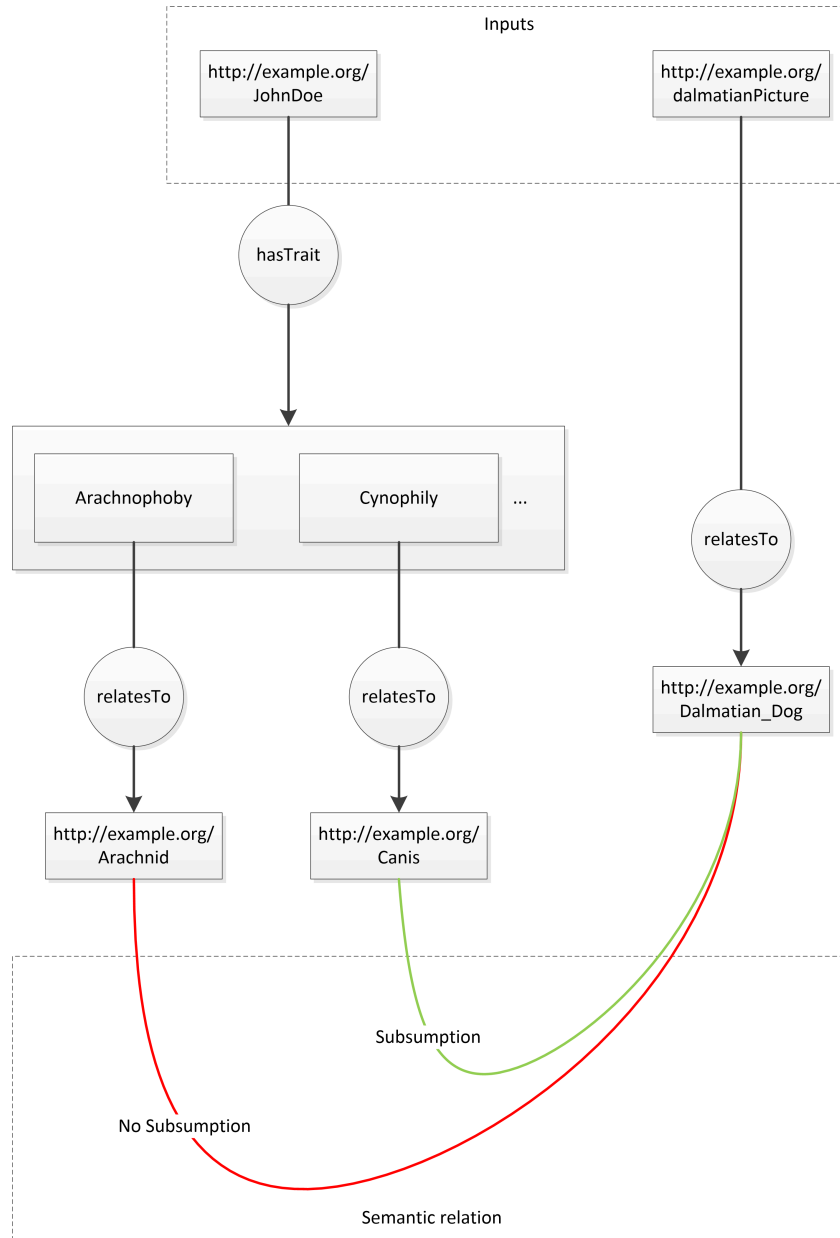 Inputs
http://example.org/
JohnDoe
http://example.org/
dalmatianPicture
hasTrait
Arachnophoby
Cynophily
...
relatesTo
relatesTo
relatesTo
http://example.org/
Dalmatian_Dog
http://example.org/
Arachnid
http://example.org/
Canis
Subsumption
No Subsumption
Semantic relation